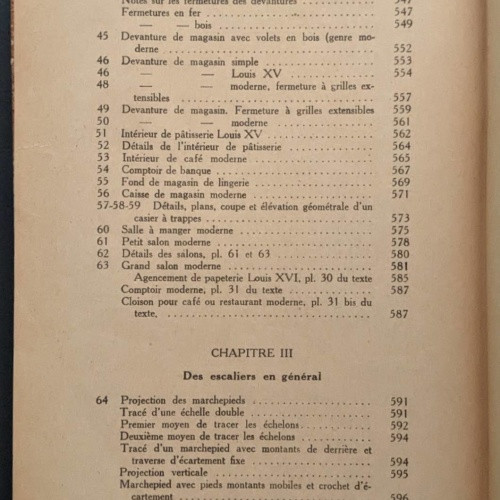 Notes sur les fermetures des devantures . . . . . . 547
Fermetures en fer . . . . . . . . . . . . . . . . 547
— — bois . . . . . . . . . . . . . . . . 549
45 Devanture de magasin avec volets en bois (genre mo-
derne . . . . . . . . . . . . . . . . 552
46 Devanture de magasin simple . . . . . . . . . . . . 553
46 — — Louis XV . . . . . . . . . . . . 554
48 — — moderne, fermeture à grilles ex-
tensibles . . . . . . . . . . . . . . . . 557
49 Devanture de magasin. Fermeture à grilles extensibles 559
50 — — moderne . . . . . . . . . . . . 561
51 Intérieur de pâtisserie Louis XV . . . . . . . . . . . . 562
52 Détails de l'intérieur de pâtisserie . . . . . . . . . . . . 564
53 Intérieur de café moderne . . . . . . . . . . . . 565
54 Comptoir de banque . . . . . . . . . . . . . . . . 567
55 Fond de magasin de lingerie . . . . . . . . . . . . 569
56 Caisse de magasin moderne . . . . . . . . . . . . 571
57-58-59 Détails, plans, coupe et élévation géométrale d'un
casier à trappes . . . . . . . . . . . . . . . . 573
60 Salle à manger moderne . . . . . . . . . . . . 575
61 Petit salon moderne . . . . . . . . . . . . . . . . 578
62 Détails des salons, pl. 61 et 63 . . . . . . . . . . . . 580
63 Grand salon moderne . . . . . . . . . . . . . . . . 581
Agencement de papeterie Louis XVI, pl. 30 du texte 585
Comptoir moderne, pl. 31 du texte . . . . . . . . . . . . 587
Cloison pour café ou restaurant moderne, pl. 31 bis du
texte, . . . . . . . . . . . . . . . . 587
CHAPITRE III
Des escaliers en général
64 Projection des marchepieds . . . . . . . . . . . . 591
Tracé d'une échelle double . . . . . . . . . . . . 591
Premier moyen de tracer les échelons . . . . . . . . . . . . 592
Deuxième moyen de tracer les échelons . . . . . . . . . . . . 594
Tracé d'un marchepied avec montants de derrière et
traverse d'écartement fixe . . . . . . . . . . . . 594
Projection verticale . . . . . . . . . . . . . . . . 595
Marchepied avec pieds montants mobiles et crochet d'é-
cartement . . . . . . . . . . . . . . . . 596